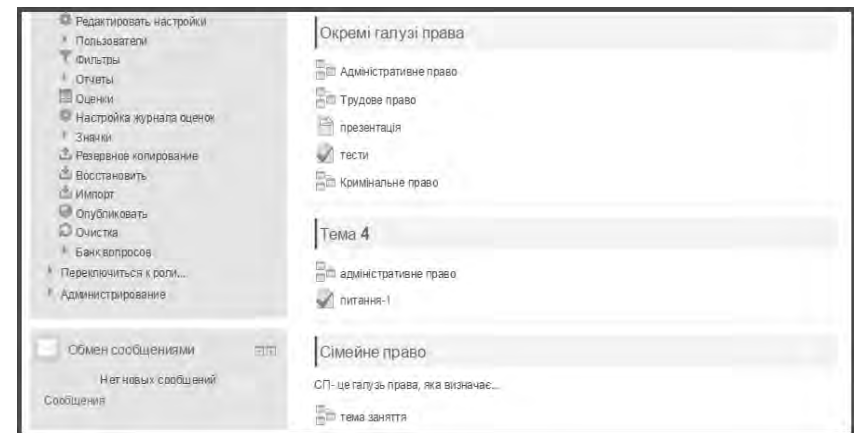 Редактировать настройки
Пользователи
Фильтры
Отчеты
Оценки
Настройка журнала оценок
Значки
Резервное копирование
Восстановить
Импорт
Опубликовать
Очистка
Банк вопросов
Переключиться к роли...
Администрирование
Обмен сообщениями
Нет новых сообщений
Сообщения
Окремі галузі права
Адміністративне право
Трудове право
презентація
тести
Кримінальне право
Тема 4
адміністративне право
питання-1
Сімейне право
СП- це галузь права, яка визначає...
тема заняття